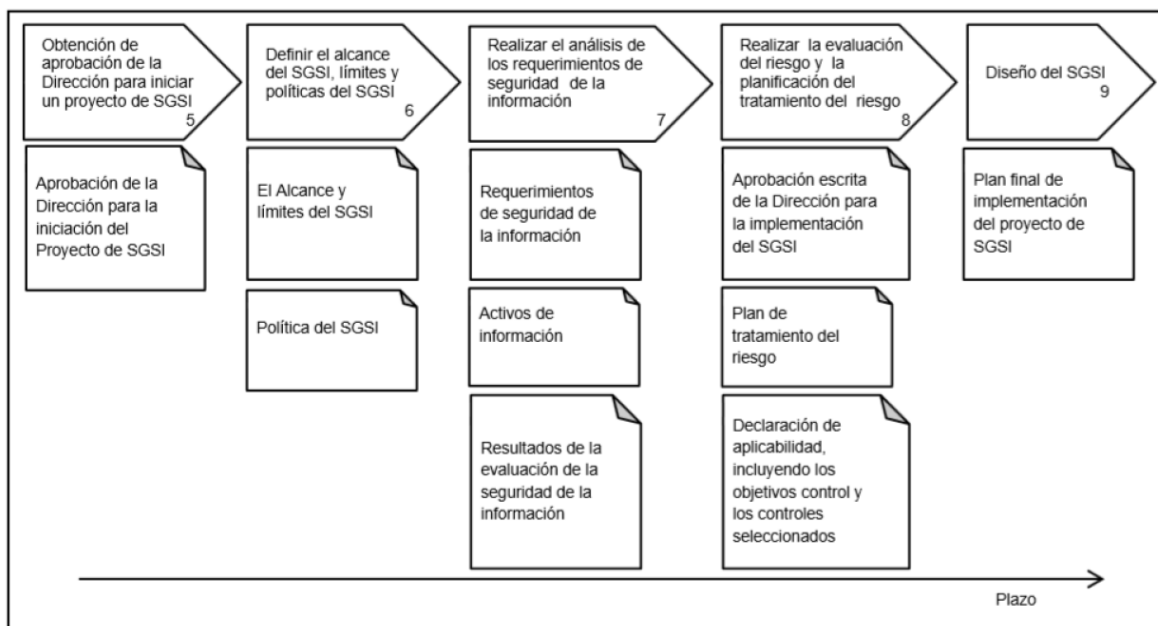 Obtención de
aprobación de la
Dirección para iniciar
un proyecto de SGSI
5
Definir el alcance
del SGSI, límites y
políticas del SGSI
6
Realizar el análisis de
los requerimientos de
seguridad de la
información
7
Realizar la evaluación
del riesgo y la
planificación del
tratamiento del riesgo
8
Diseño del SGSI
9
Aprobación de la
Dirección para la
iniciación del
Proyecto de SGSI
El Alcance y
límites del SGSI
Política del SGSI
Requerimientos
de seguridad de
la información
Activos de
información
Resultados de la
evaluación de la
seguridad de la
información
Aprobación escrita
de la Dirección para
la implementación
del SGSI
Plan de
tratamiento del
riesgo
Declaración de
aplicabilidad,
incluyendo los
objetivos control y
los controles
seleccionados
Plan final de
implementación
del proyecto de
SGSI
Plazo